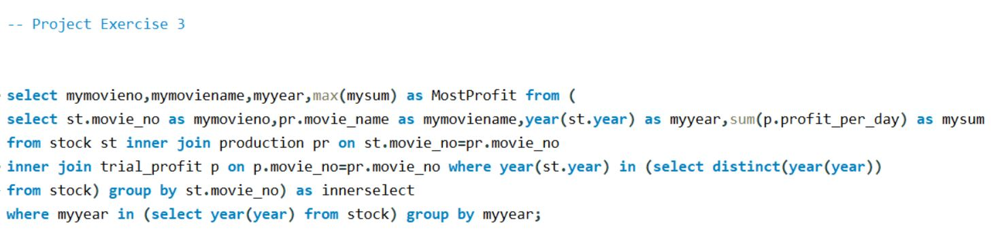 -- Project Exercise 3
select mymovieno,mymoviename,myyear,max(mysum) as MostProfit from (
select st.movie_no as mymovieno,pr.movie_name as mymoviename,year(st.year) as myyear,sum(p.profit_per_day) as mysum
from stock st inner join production pr on st.movie_no=pr.movie_no
inner join trial_profit p on p.movie_no=pr.movie_no where year(st.year) in (select distinct(year(year))
from stock) group by st.movie_no) as innerselect
where myyear in (select year(year) from stock) group by myyear;